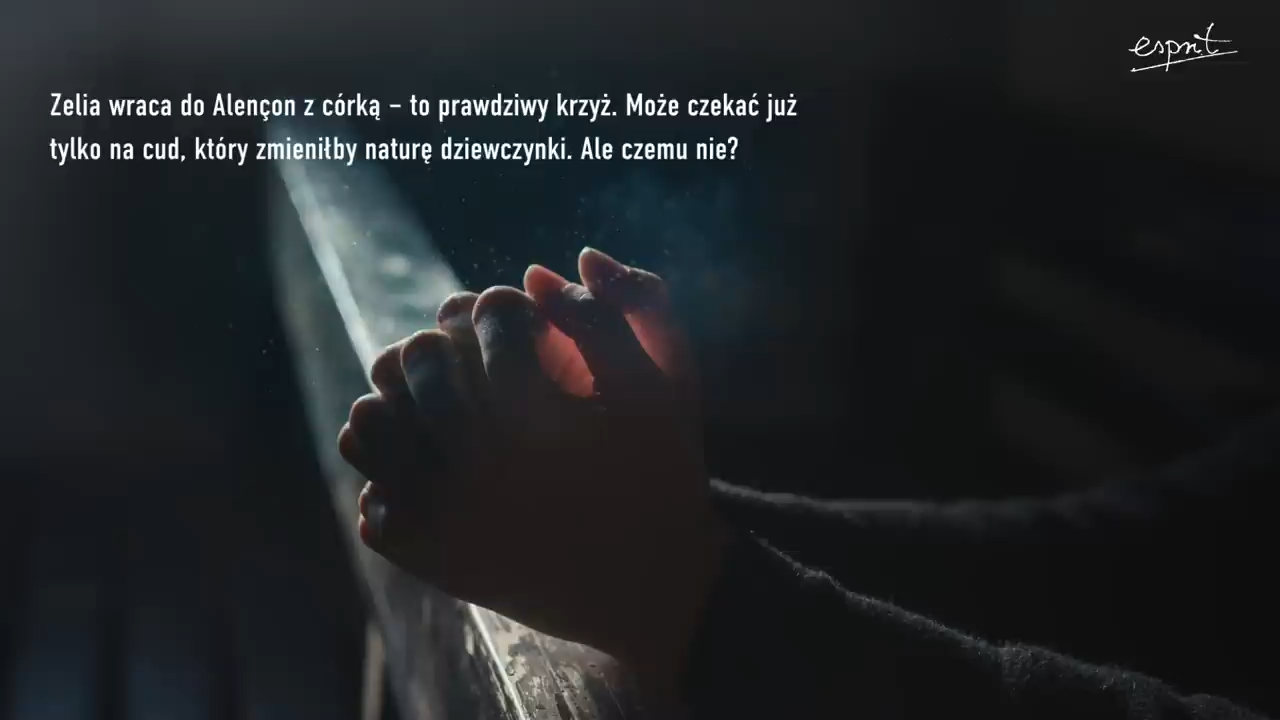 esprit
Zelia wraca do Alençon z córką – to prawdziwy krzyż. Może czekać już
tylko na cud, który zmieniłby naturę dziewczynki. Ale czemu nie?